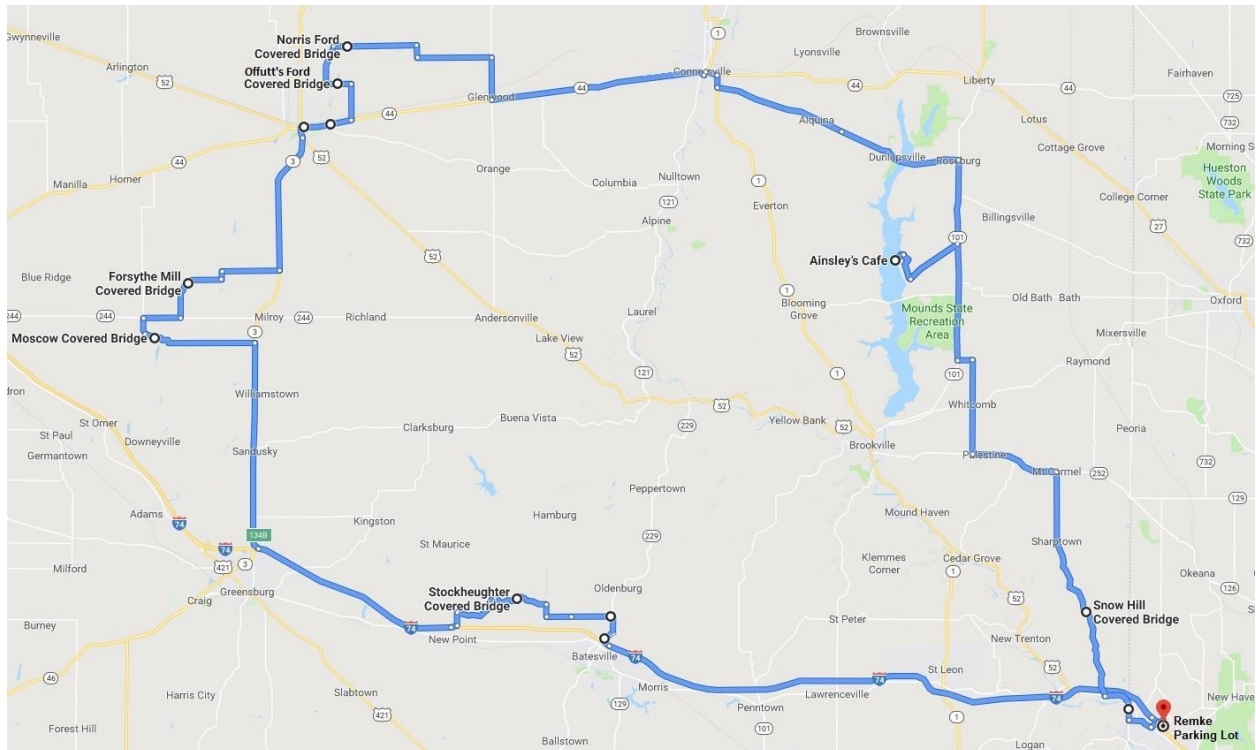 Gwynneville
Arlington
52
Norris Ford
Covered Bridge
Offutt's Ford
Covered Bridge
1
Brownsville
Lyonsville
Connersville
Liberty
Fairhaven
44
44
725
732
Glenwood
44
44
Lotus
Alquina
Cottage Grove
3
52
44
Manilla
Homer
Orange
Columbia
Nulltown
121
Alpine
1
Everton
Dunlapsville
Roseburg
Morning S
Hueston
Woods
State Park
College Corner
Billingsville
27
101
732
52
Blue Ridge
Forsythe Mill
Covered Bridge
Ainsley's Cafe
1
Old Bath
Bath
Oxford
244
244
Milroy
244
Richland
Andersonville
Laurel
Blooming
Grove
Mounds State
Recreation
Area
Moscow Covered Bridge
3
Lake View
52
Mixersville
Raymond
121
1
101
dron
Williamstown
52
Whitcomb
Buena Vista
229
Yellow Bank
52
Brookville
Peoria
St Omer
St Paul
Downeyville
Germantown
Clarksburg
Sandusky
Palestine
Mt Carmel
252
732
Peppertown
Adams
74
Kingston
Hamburg
Mound Haven
134B
74
St Maurice
229
Sharptown
421
3
Milford
Greensburg
Craig
Klemmes
Corner
Cedar Grove
1
Okeana
126
Stockheughter
Covered Bridge
Oldenburg
52
Snow Hill
Covered Bridge
Burney
74
New Point
St Peter
New Trenton
Batesville
74
52
46
Harris City
Slabtown
421
Morris
129
Penntown
101
Lawrenceville
74
St Leon
1
74
New Have
Forest Hill
Ballstown
Logan
Remke
Parking Lot